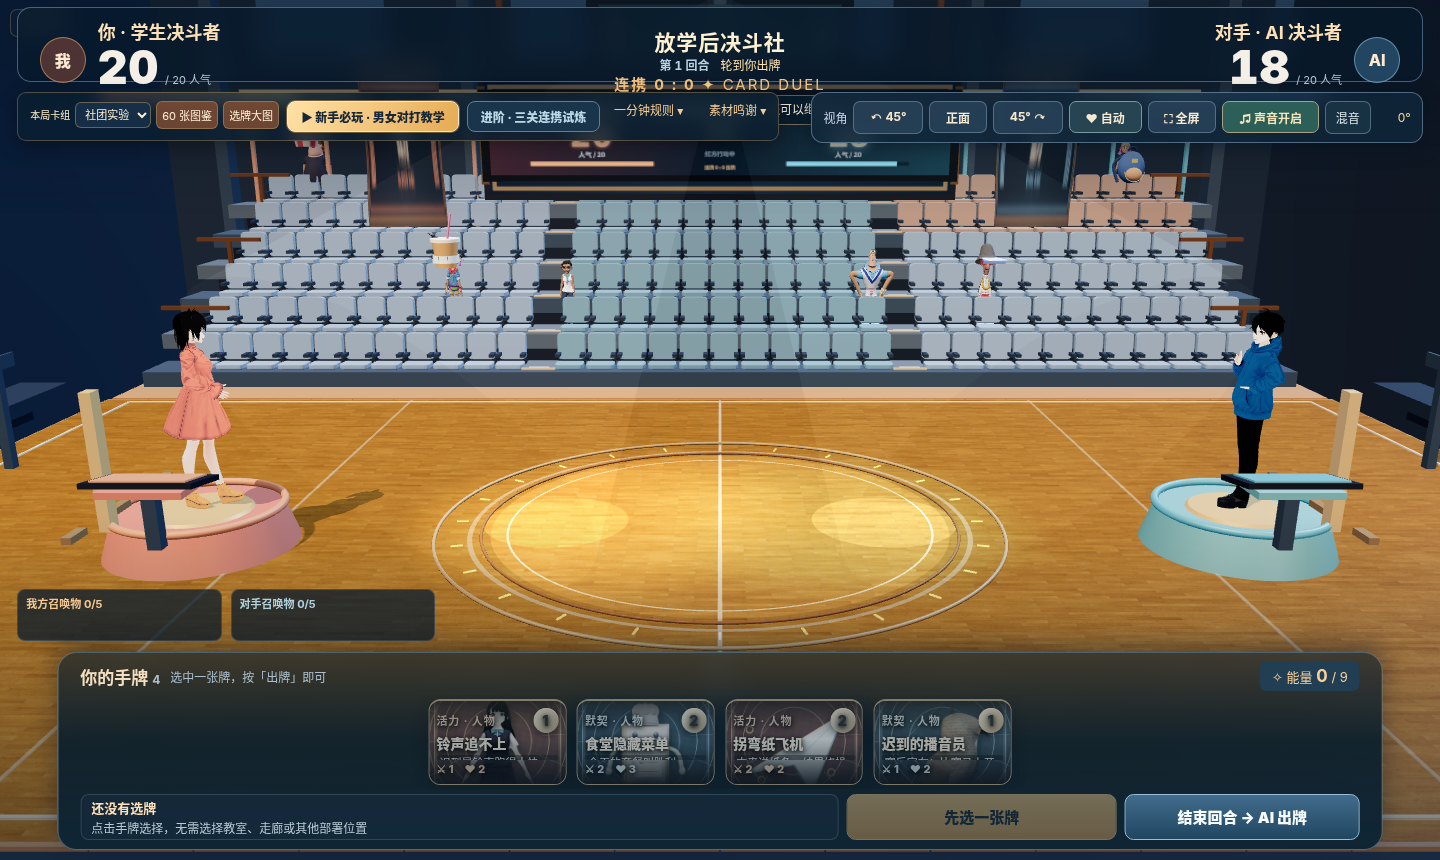 我
你 · 学生决斗者
20 / 20 人气
放学后决斗社
第 1 回合 轮到你出牌
连携 0 : 0 ✦ CARD DUEL
对手 · AI 决斗者
18 / 20 人气
AI
本局卡组 社团实验 60 张图鉴 选牌大图 ▶ 新手必玩 · 男女对打教学 进阶 · 三关连携试炼 一分钟规则 ▾ 素材鸣谢 ▾
视角 ↶ 45° 正面 45° ↷ ♥ 自动 ⛶ 全屏 ♫ 声音开启 混音 0°
人气 / 20
人气 / 20
我方召唤物 0/5
对手召唤物 0/5
你的手牌 4 选中一张牌，按「出牌」即可
✧ 能量 0 / 9
活力 · 人物 1
铃声追不上
⚔ 1 ♥ 2
默契 · 人物 2
食堂隐藏菜单
⚔ 2 ♥ 3
活力 · 人物 2
拐弯纸飞机
⚔ 2 ♥ 2
默契 · 人物 1
迟到的播音员
⚔ 1 ♥ 2
还没有选牌
点击手牌选择，无需选择教室、走廊或其他部署位置
先选一张牌
结束回合 → AI 出牌